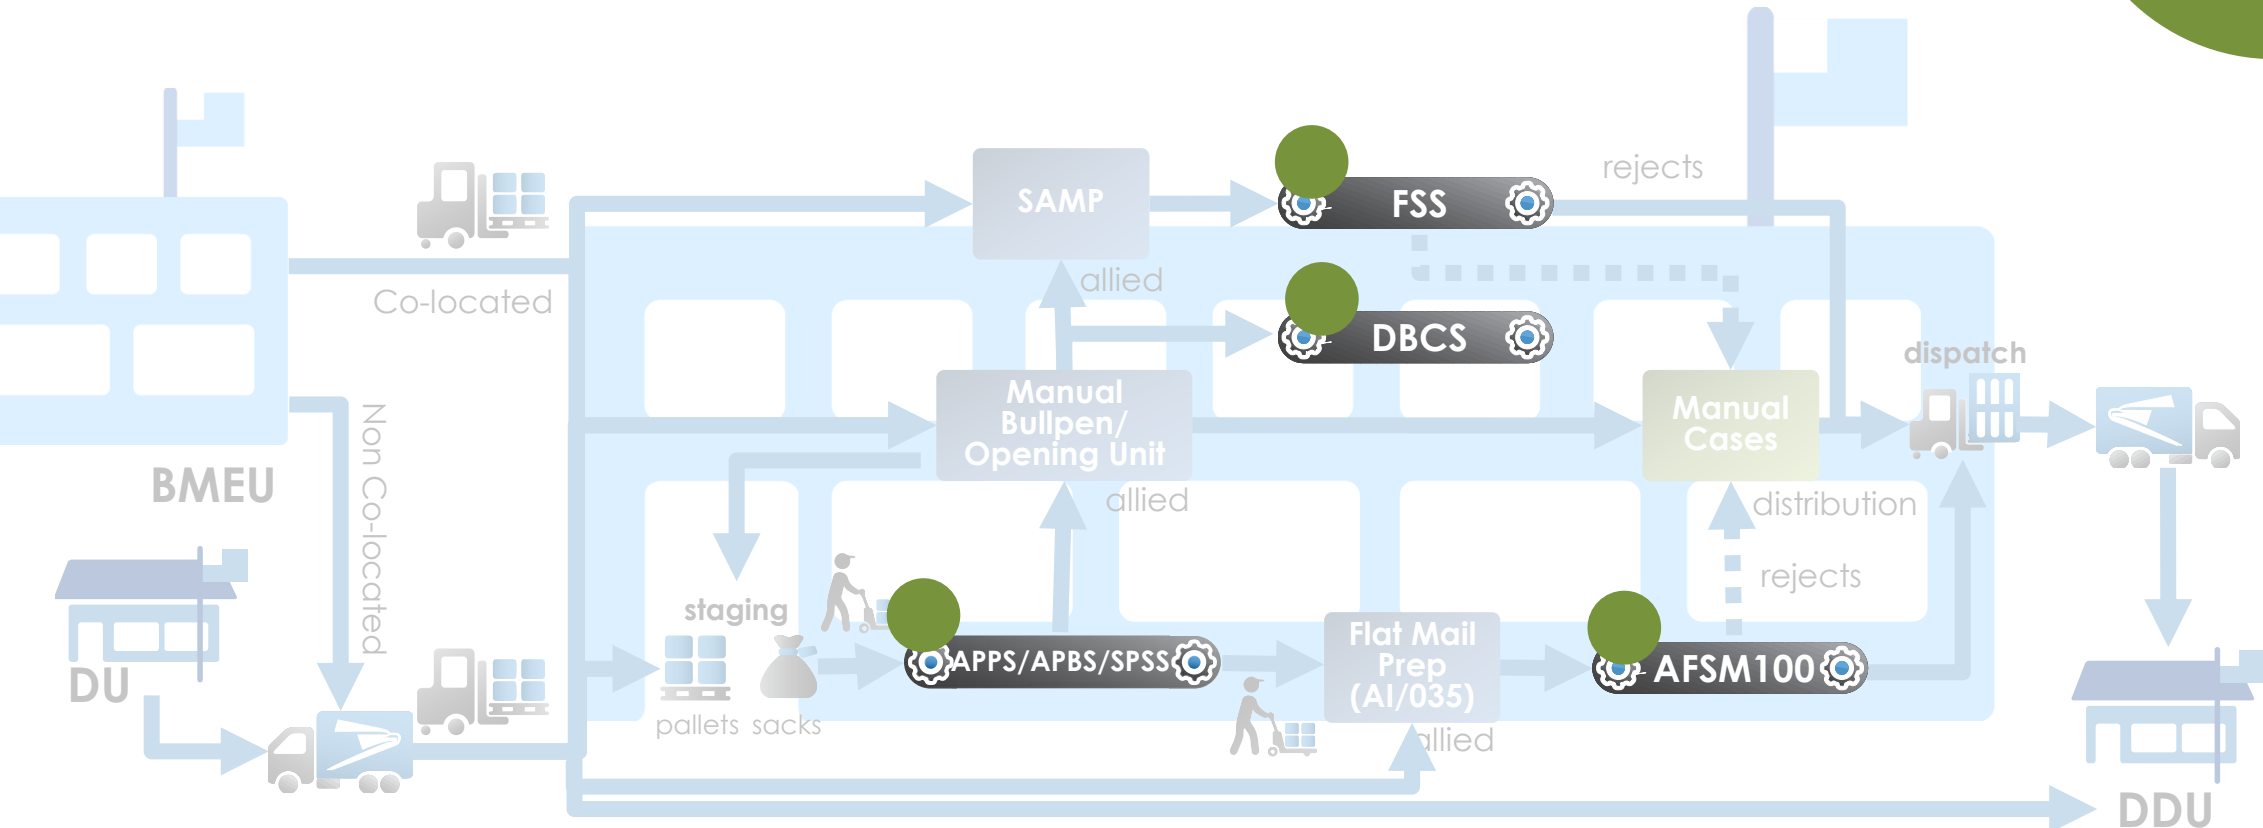 rejects
SAMP
FSS
allied
Co-located
DBCS
dispatch
Manual
Bullpen/
Opening Unit
Manual
Cases
Non Co-located
BMEU
allied
distribution
rejects
staging
DU
APPS/APBS/SPSS
Flat Mail
Prep
(AI/035)
AFSM100
pallets sacks
allied
DDU